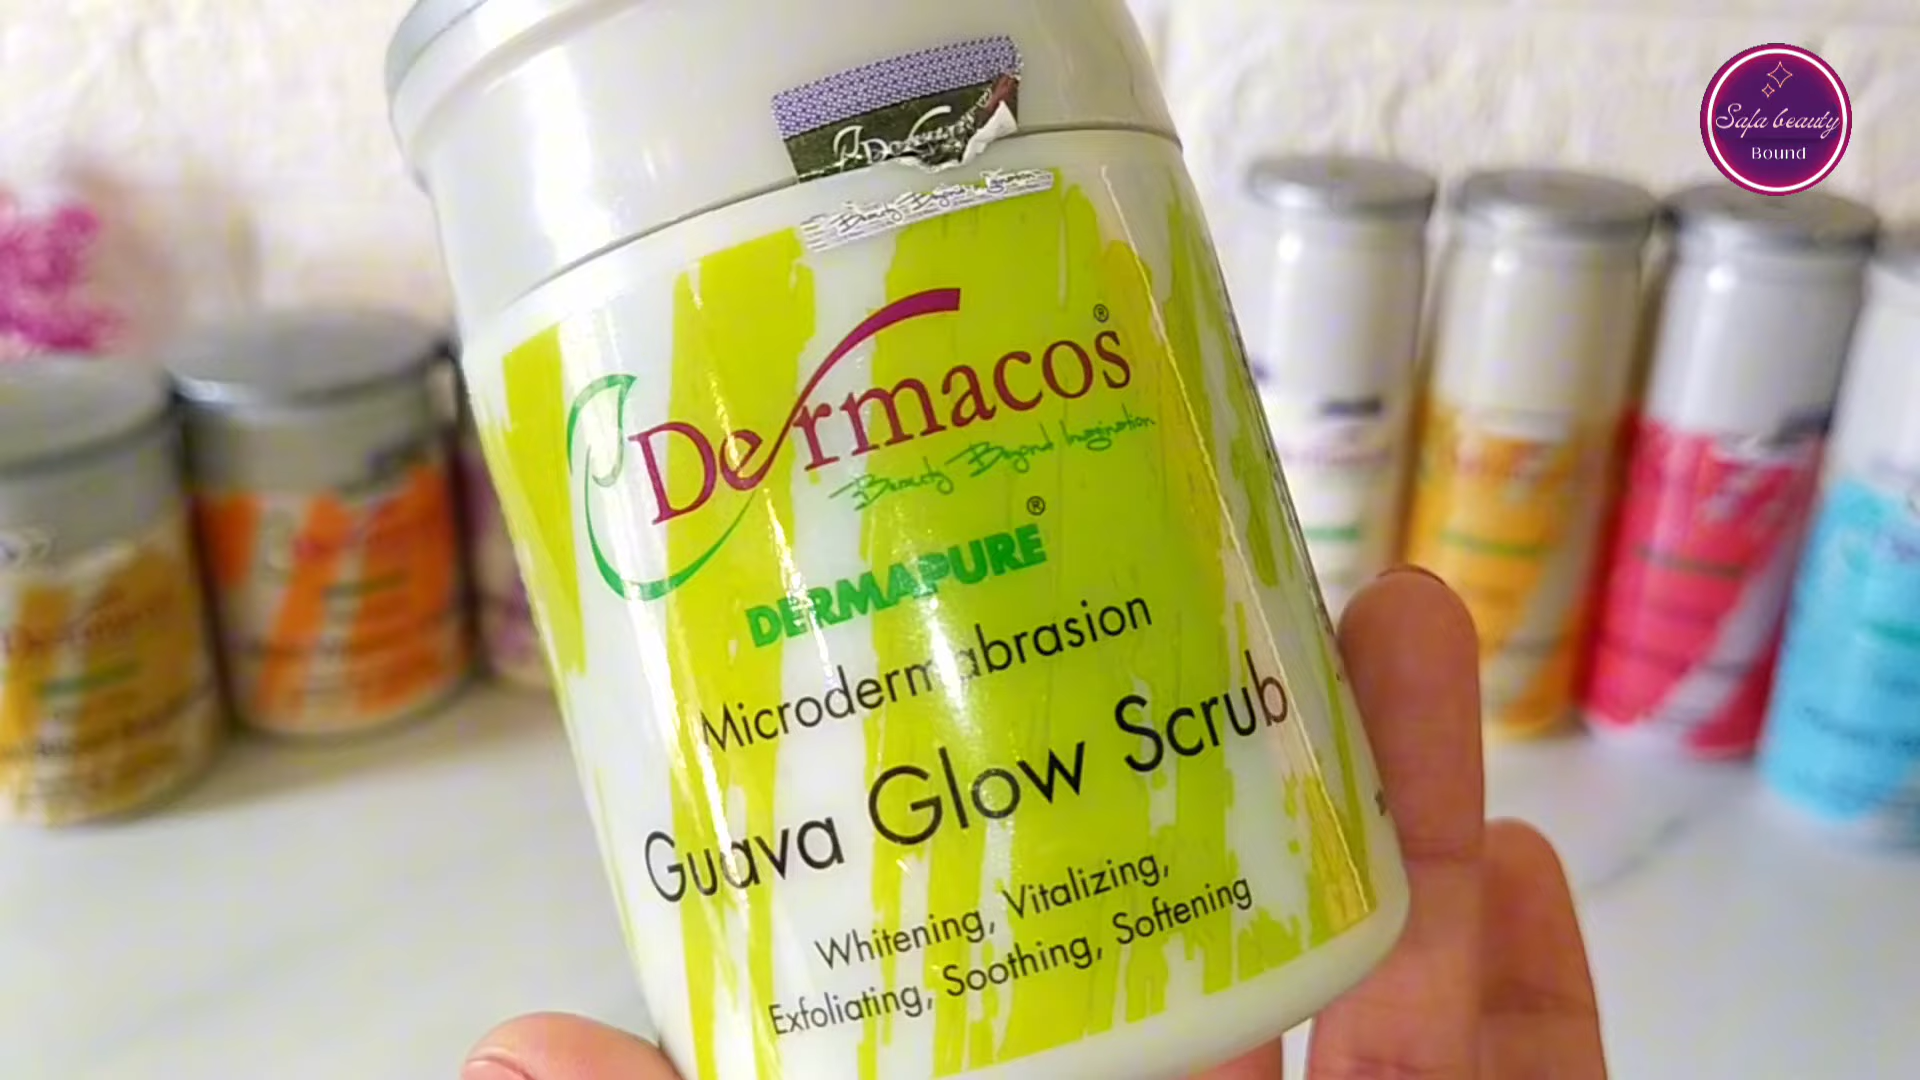 Safa beauty
Bound
Dermacos®
Beauty Beyond Imagination
DERMAPURE®
Microdermabrasion
Guava Glow Scrub
Whitening, Vitalizing,
Exfoliating, Soothing, Softening